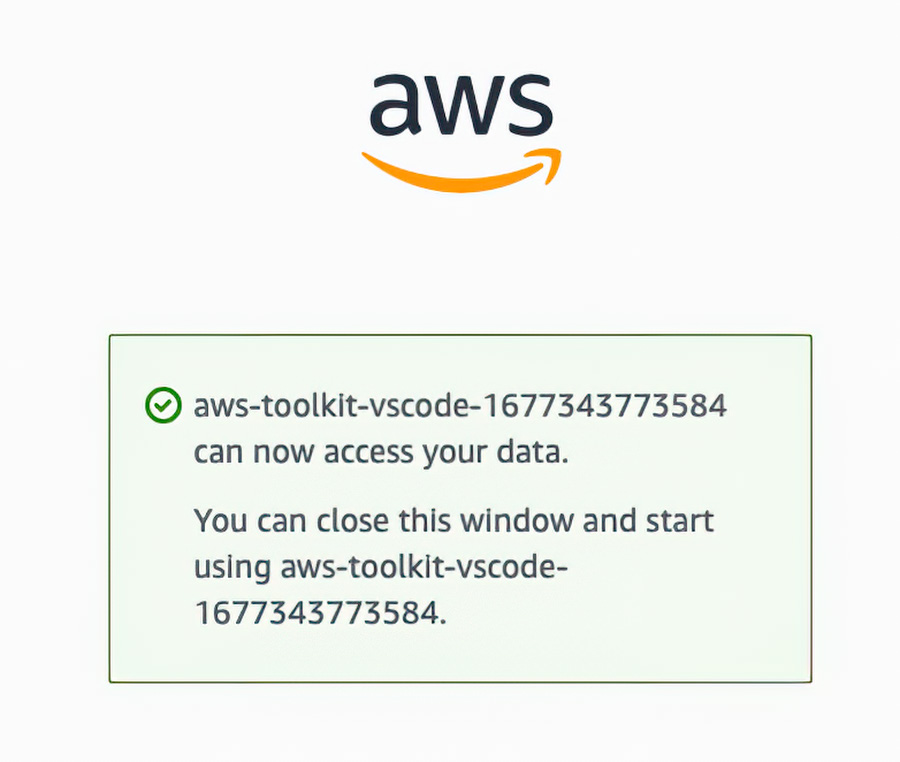 aws
aws-toolkit-vscode-1677343773584
can now access your data.
You can close this window and start
using aws-toolkit-vscode-
1677343773584.